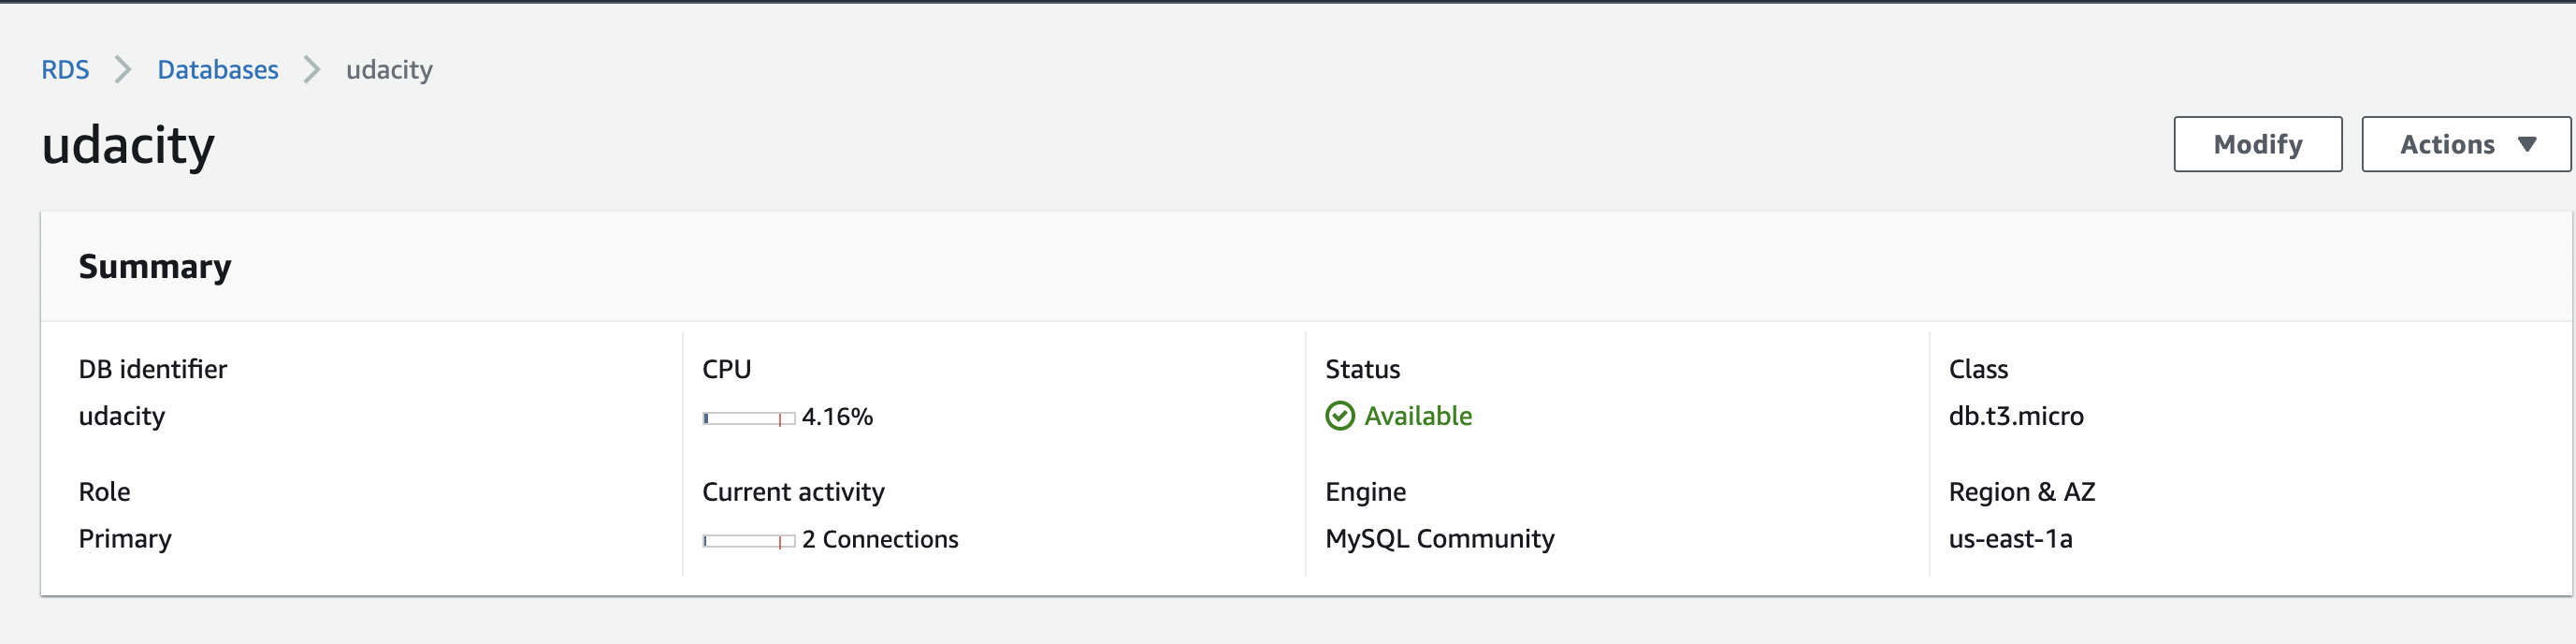 RDS > Databases > udacity
udacity
Modify
Actions
Summary
DB identifier
udacity
CPU
4.16%
Status
Available
Class
db.t3.micro
Role
Primary
Current activity
2 Connections
Engine
MySQL Community
Region & AZ
us-east-1a